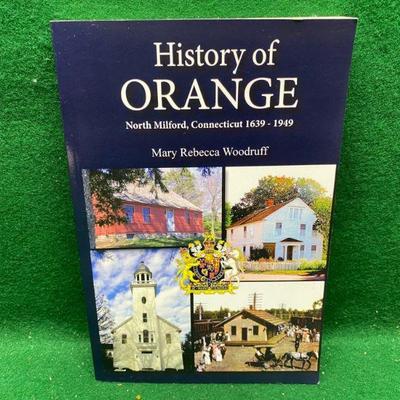 History of
ORANGE
North Milford, Connecticut 1639 - 1949
Mary Rebecca Woodruff